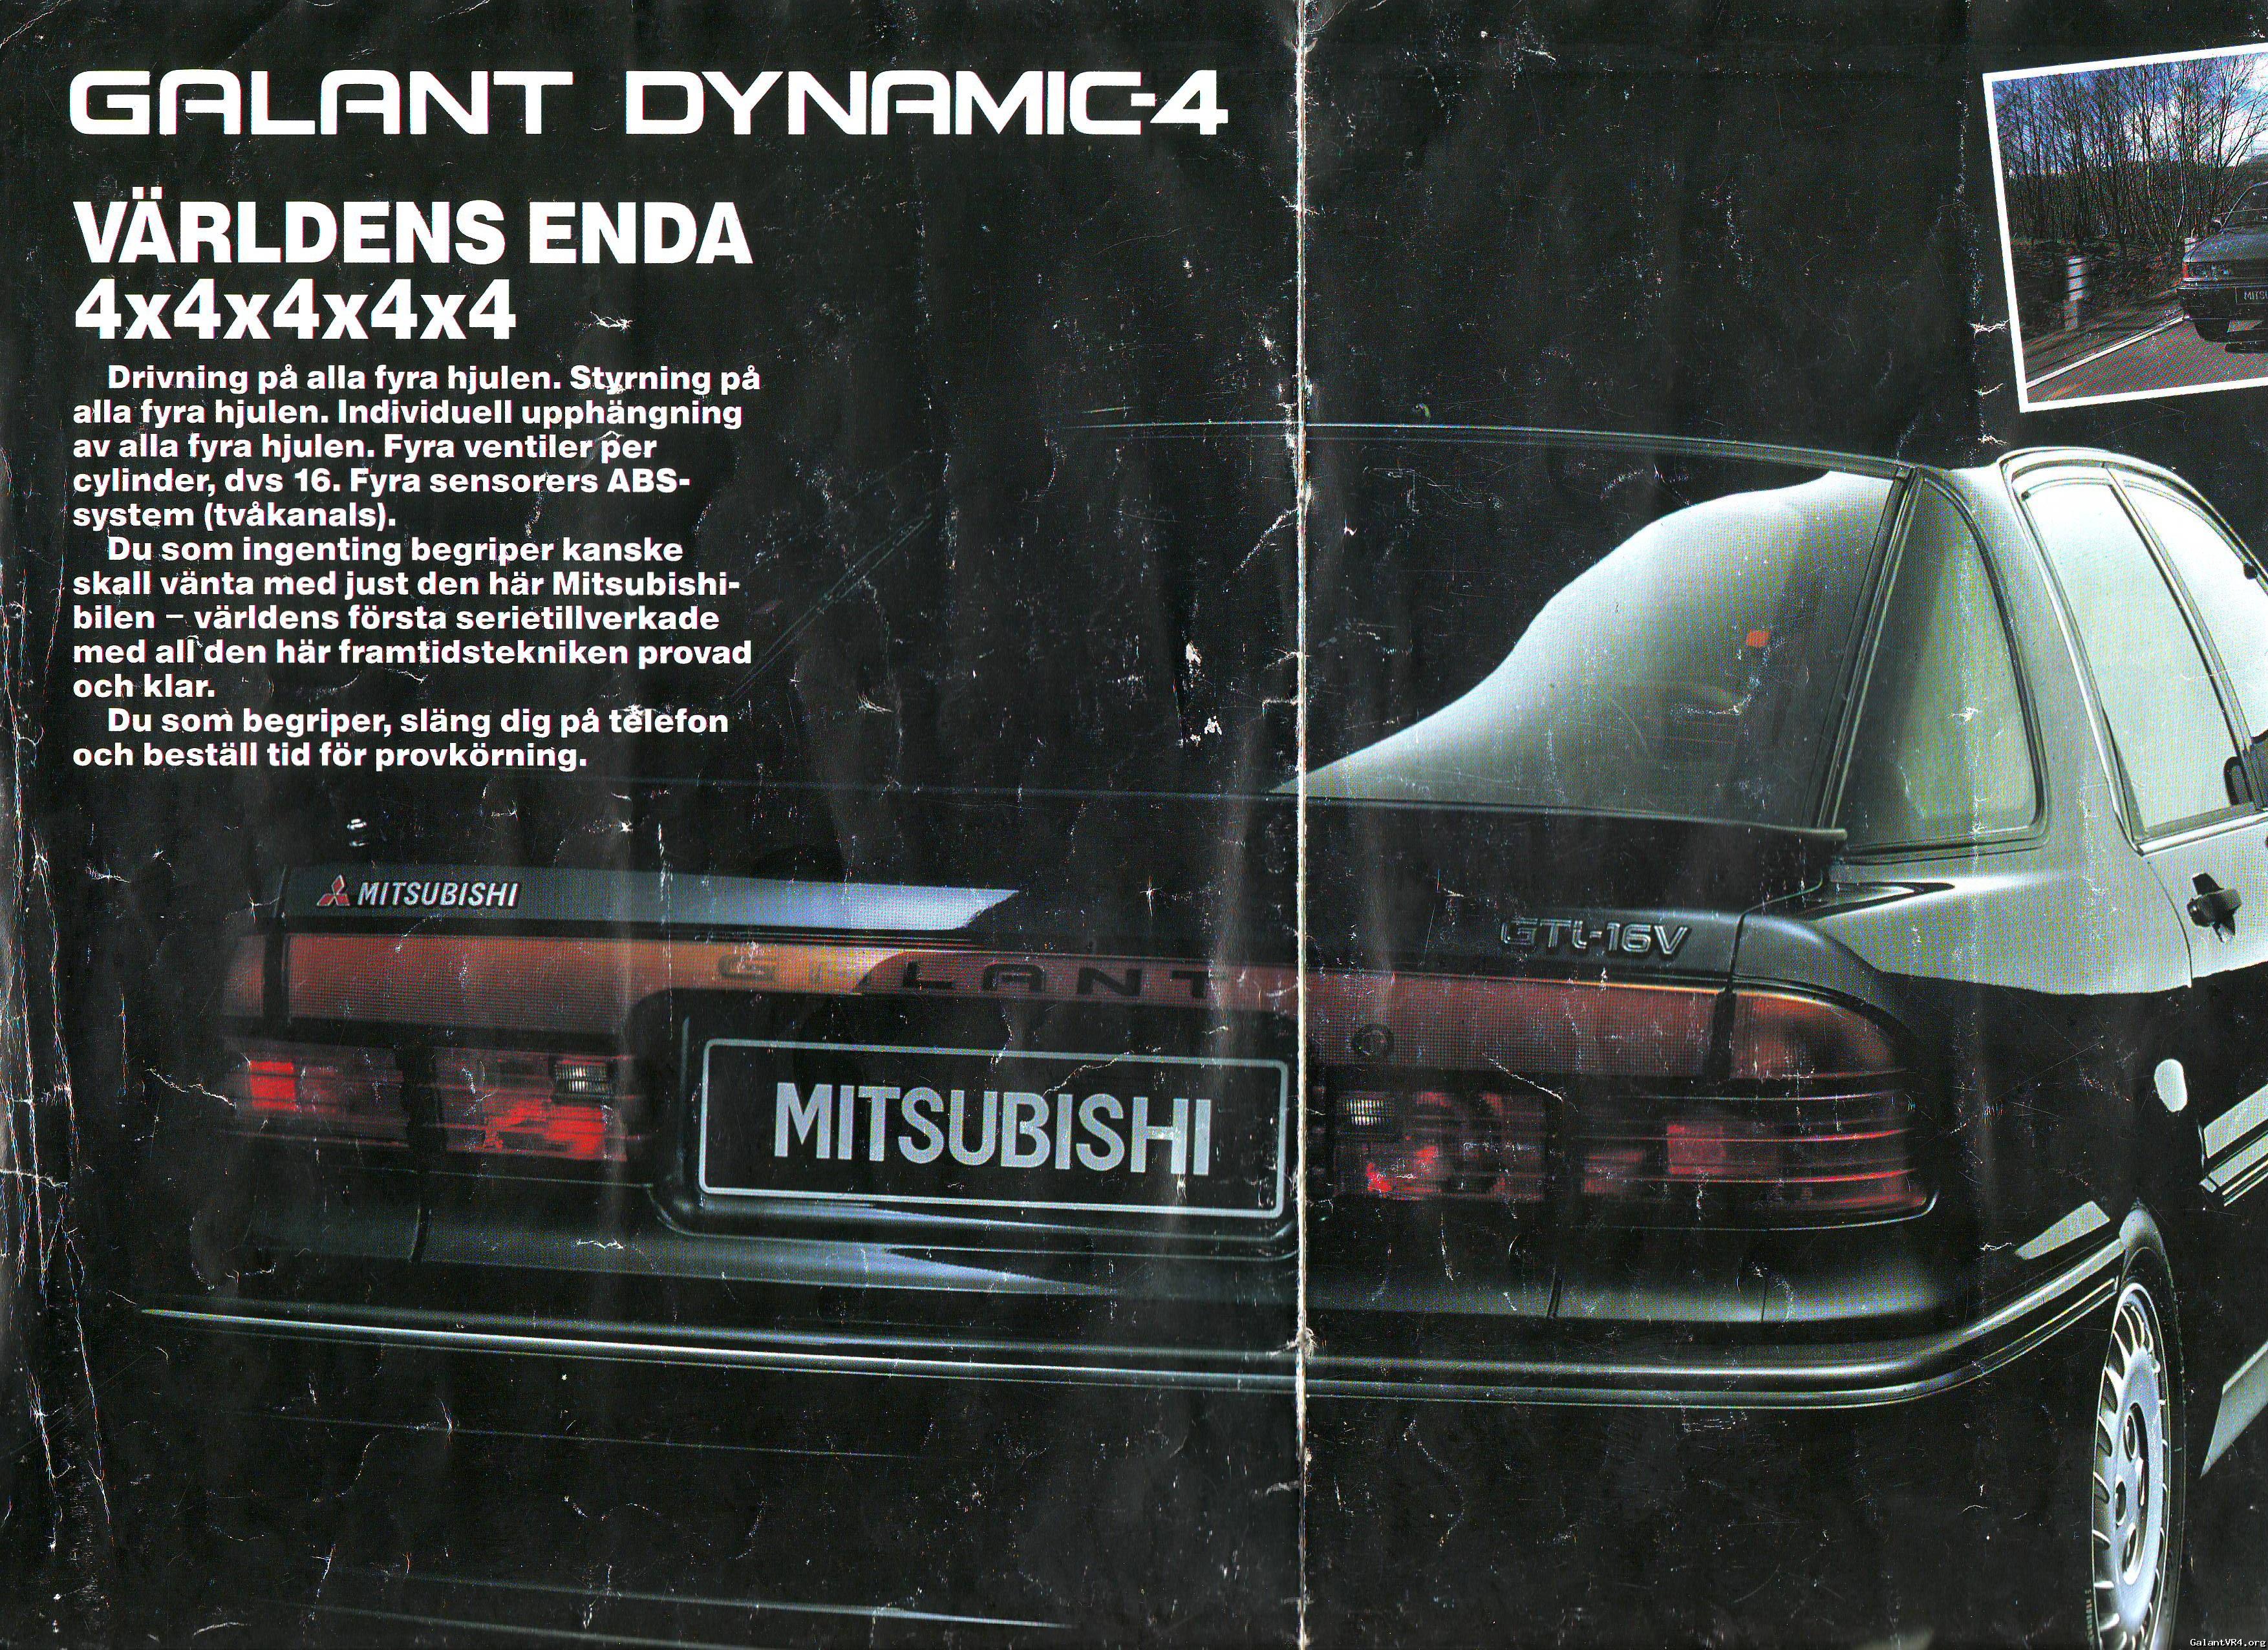 GALANT DYNAMIC-4
VÄRLDENS ENDA
4x4x4x4x4
Drivning på alla fyra hjulen. Styrning på
alla fyra hjulen. Individuell upphängning
av alla fyra hjulen. Fyra ventiler per
cylinder, dvs 16. Fyra sensorers ABS-
system (tvåkanals).
Du som ingenting begriper kanske
skall vänta med just den här Mitsubishi-
bilen – världens första serietillverkade
med all den här framtidstekniken provad
och klar.
Du som begriper, släng dig på telefon
och beställ tid för provkörning.
MITSUBISHI
GTi-16V
GALANT
MITSUBISHI
GalantVR4.org